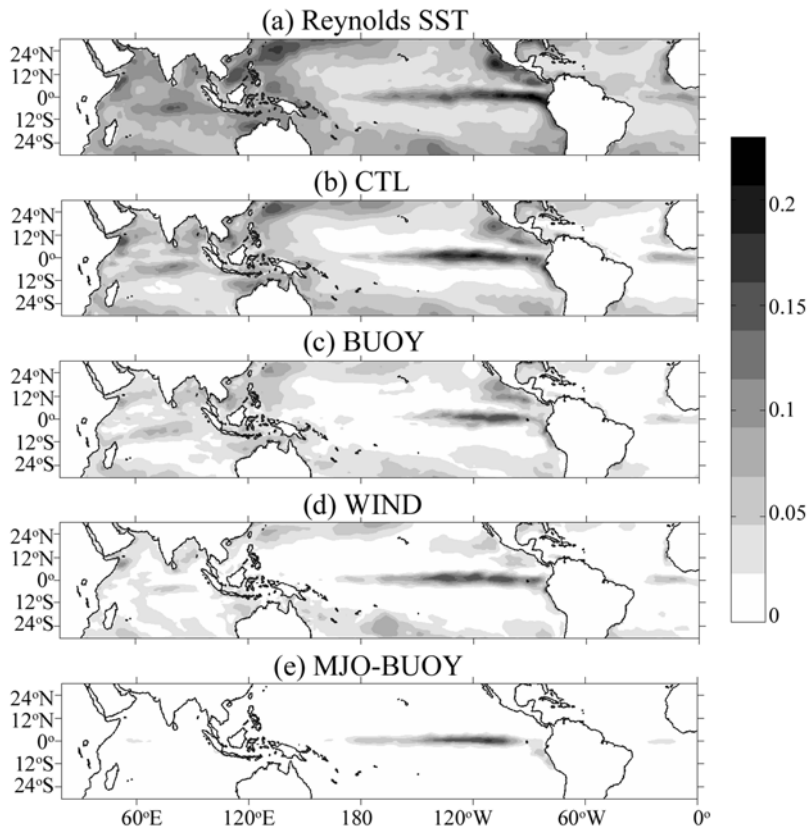 (a) Reynolds SST
24°N
12°N
0°
12°S
24°S
(b) CTL
24°N
12°N
0°
12°S
24°S
(c) BUOY
24°N
12°N
0°
12°S
24°S
(d) WIND
24°N
12°N
0°
12°S
24°S
(e) MJO-BUOY
24°N
12°N
0°
12°S
24°S
60°E 120°E 180 120°W 60°W 0°
0.2
0.15
0.1
0.05
0